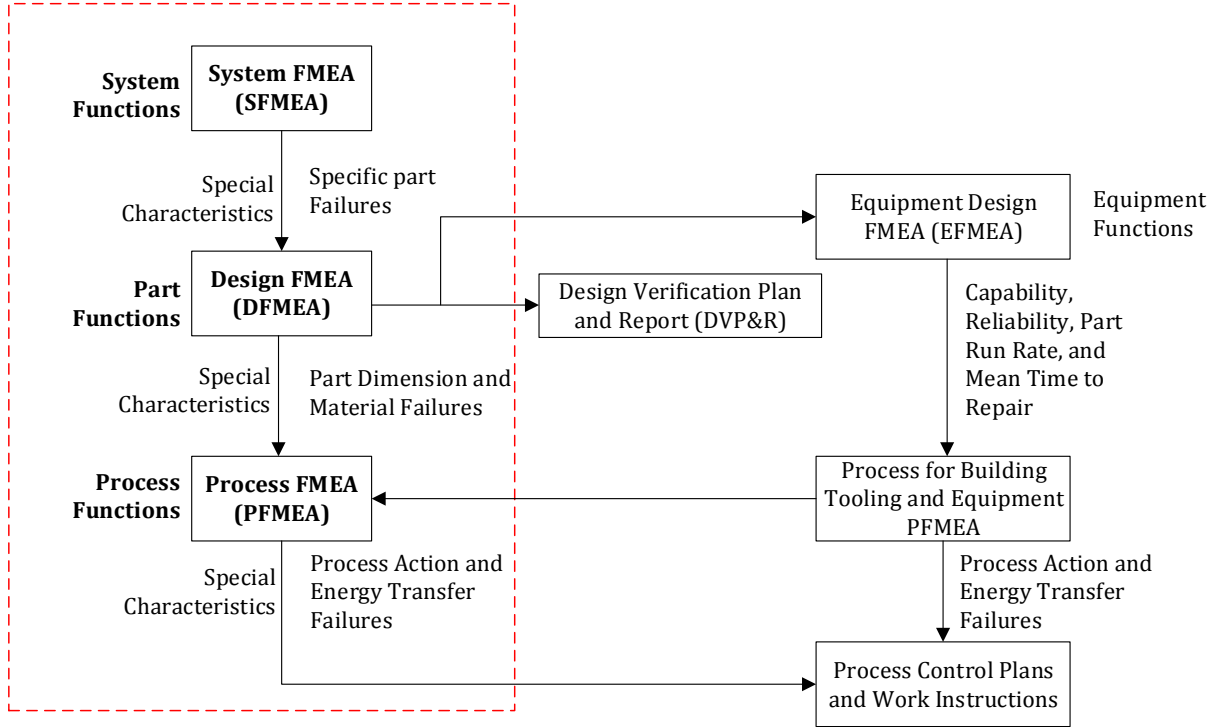 System
Functions
System FMEA
(SFMEA)
Special
Characteristics
Specific part
Failures
Equipment Design
FMEA (EFMEA)
Equipment
Functions
Part
Functions
Design FMEA
(DFMEA)
Design Verification Plan
and Report (DVP&R)
Capability,
Reliability, Part
Run Rate, and
Mean Time to
Repair
Special
Characteristics
Part Dimension and
Material Failures
Process
Functions
Process FMEA
(PFMEA)
Process for Building
Tooling and Equipment
PFMEA
Special
Characteristics
Process Action and
Energy Transfer
Failures
Process Action and
Energy Transfer
Failures
Process Control Plans
and Work Instructions